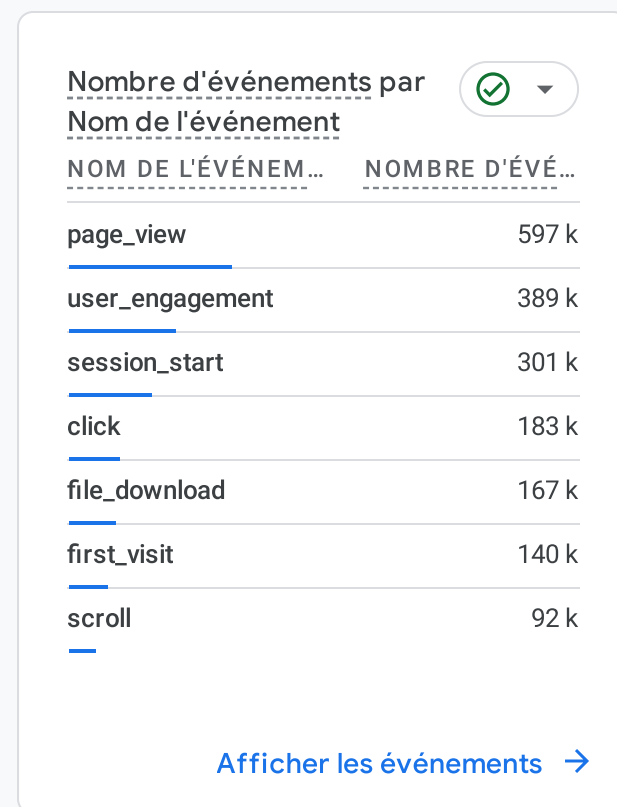 Nombre d'événements par
Nom de l'événement
NOM DE L'ÉVÉNEM… NOMBRE D'ÉVÉ…
page_view 597 k
user_engagement 389 k
session_start 301 k
click 183 k
file_download 167 k
first_visit 140 k
scroll 92 k
Afficher les événements